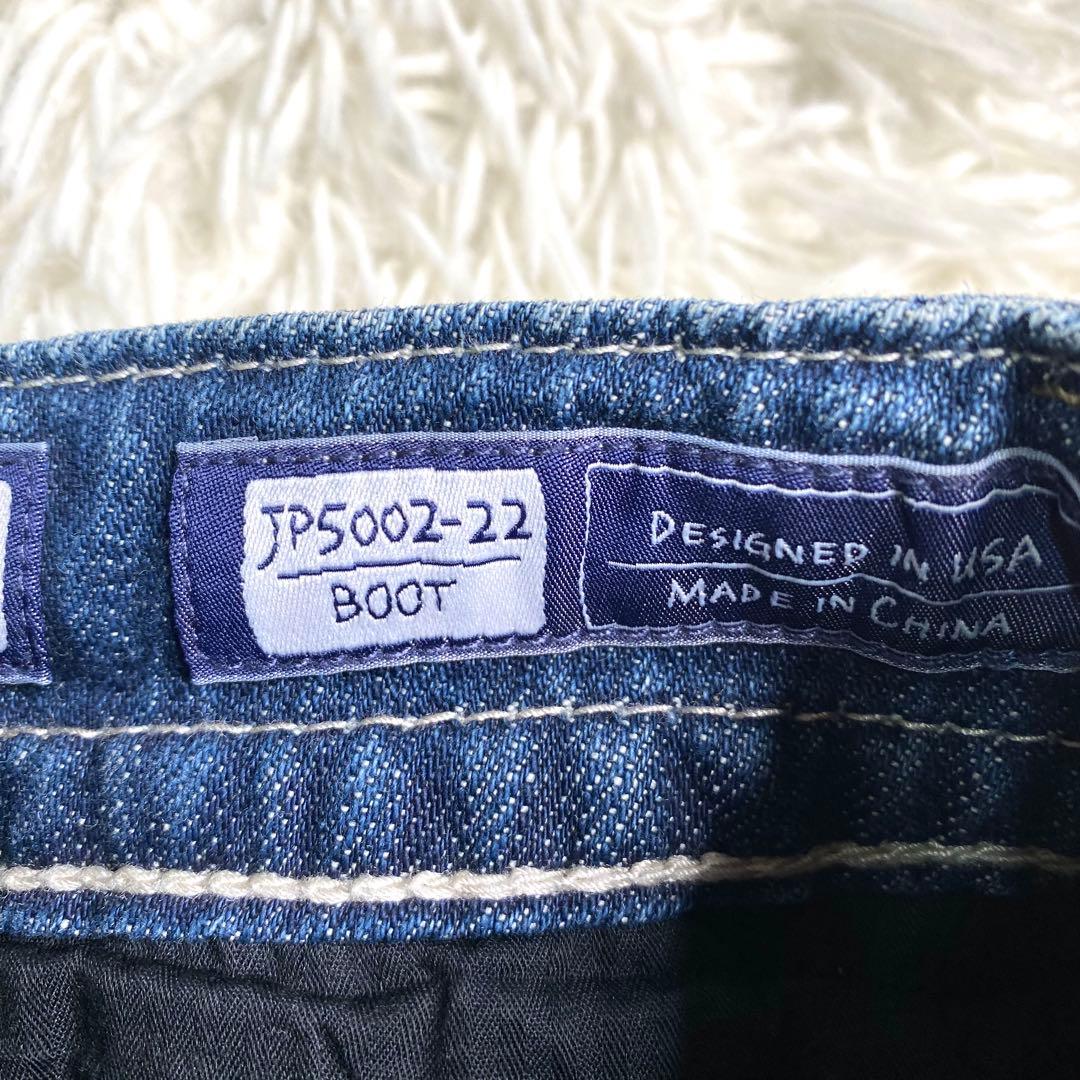 JP5002-22
BOOT
DESIGNED IN USA
MADE IN CHINA